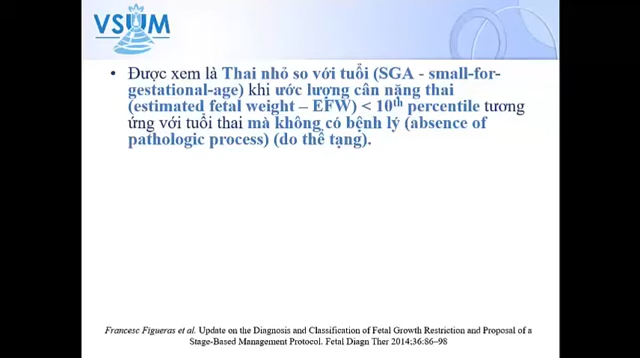 VSUM
• Được xem là Thai nhỏ so với tuổi (SGA - small-for-
gestational-age) khi ước lượng cân nặng thai
(estimated fetal weight – EFW) < 10th percentile tương
ứng với tuổi thai mà không có bệnh lý (absence of
pathologic process) (do thể tạng).
Francesc Figueras et al. Update on the Diagnosis and Classification of Fetal Growth Restriction and Proposal of a
Stage-Based Management Protocol. Fetal Diagn Ther 2014;36:86–98